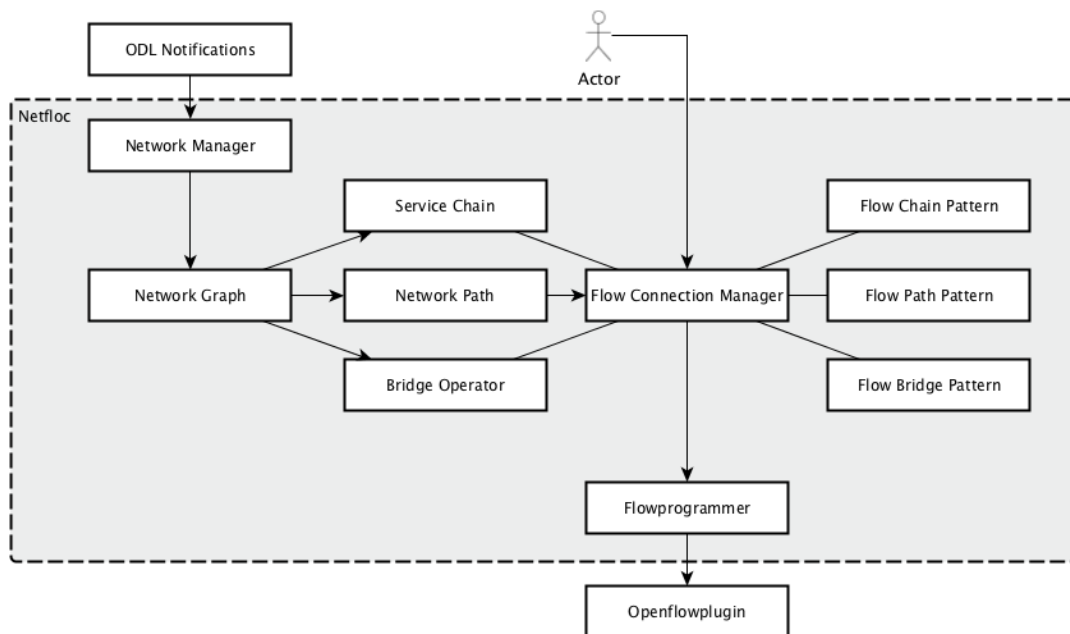 ODL Notifications
Actor
Netfloc
Network Manager
Service Chain
Flow Chain Pattern
Network Graph
Network Path
Flow Connection Manager
Flow Path Pattern
Bridge Operator
Flow Bridge Pattern
Flowprogrammer
Openflowplugin